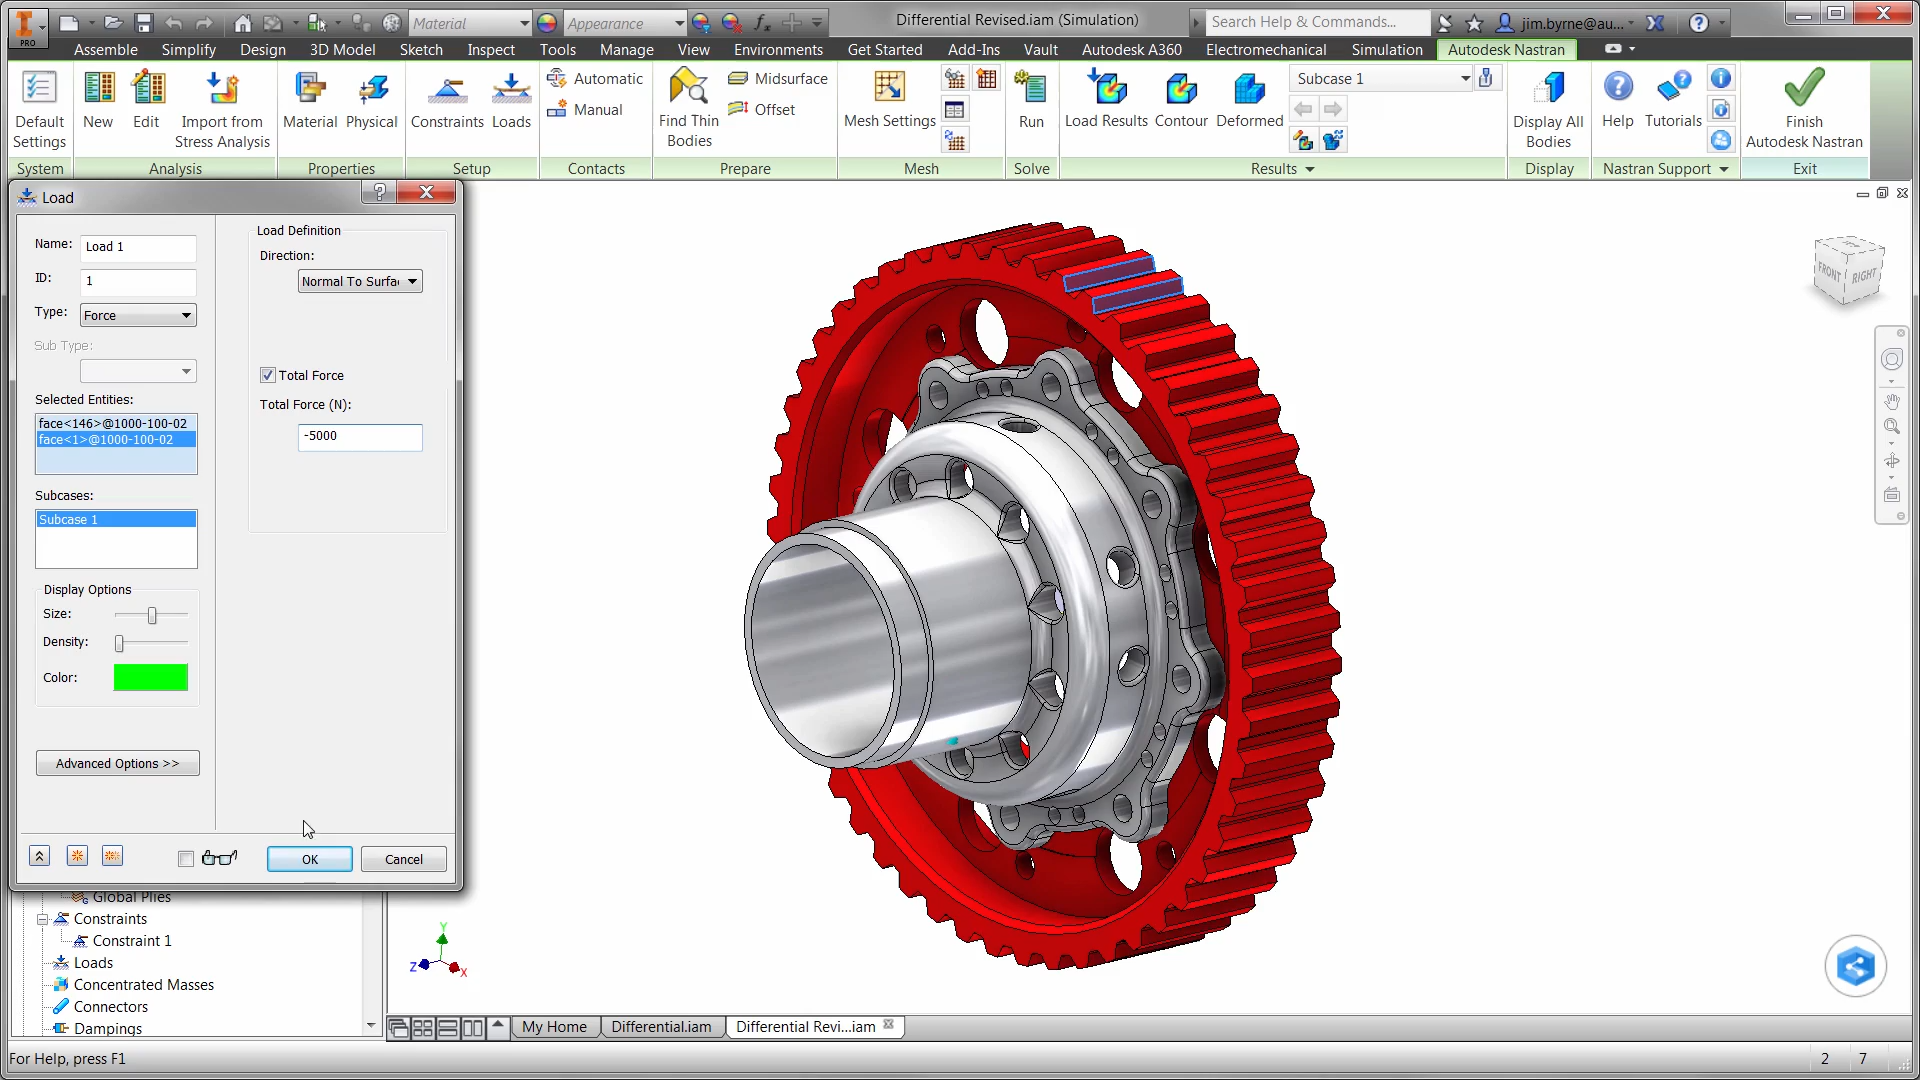 PRO
Material
Appearance
Differential Revised.iam (Simulation)
Search Help & Commands...
jim.byrne@au...
Assemble Simplify Design 3D Model Sketch Inspect Tools Manage View Environments Get Started Add-Ins Vault Autodesk A360 Electromechanical Simulation Autodesk Nastran
Default Settings
System
New
Edit
Import from Stress Analysis
Analysis
Material
Physical
Properties
Constraints
Loads
Setup
Automatic
Manual
Contacts
Find Thin Bodies
Midsurface
Offset
Prepare
Mesh Settings
Mesh
Run
Solve
Load Results
Contour
Deformed
Subcase 1
Results
Display All Bodies
Display
Help
Tutorials
Nastran Support
Finish Autodesk Nastran
Exit
Load
Name: Load 1
ID: 1
Type: Force
Sub Type:
Selected Entities:
face<146>@1000-100-02
face<1>@1000-100-02
Subcases:
Subcase 1
Display Options
Size:
Density:
Color:
Advanced Options >>
Load Definition
Direction:
Normal To Surfa
Total Force
Total Force (N):
-5000
OK
Cancel
Global Plies
Constraints
Constraint 1
Loads
Concentrated Masses
Connectors
Dampings
FRONT
RIGHT
Y
Z
X
My Home
Differential.iam
Differential Revi...iam
For Help, press F1
2 7